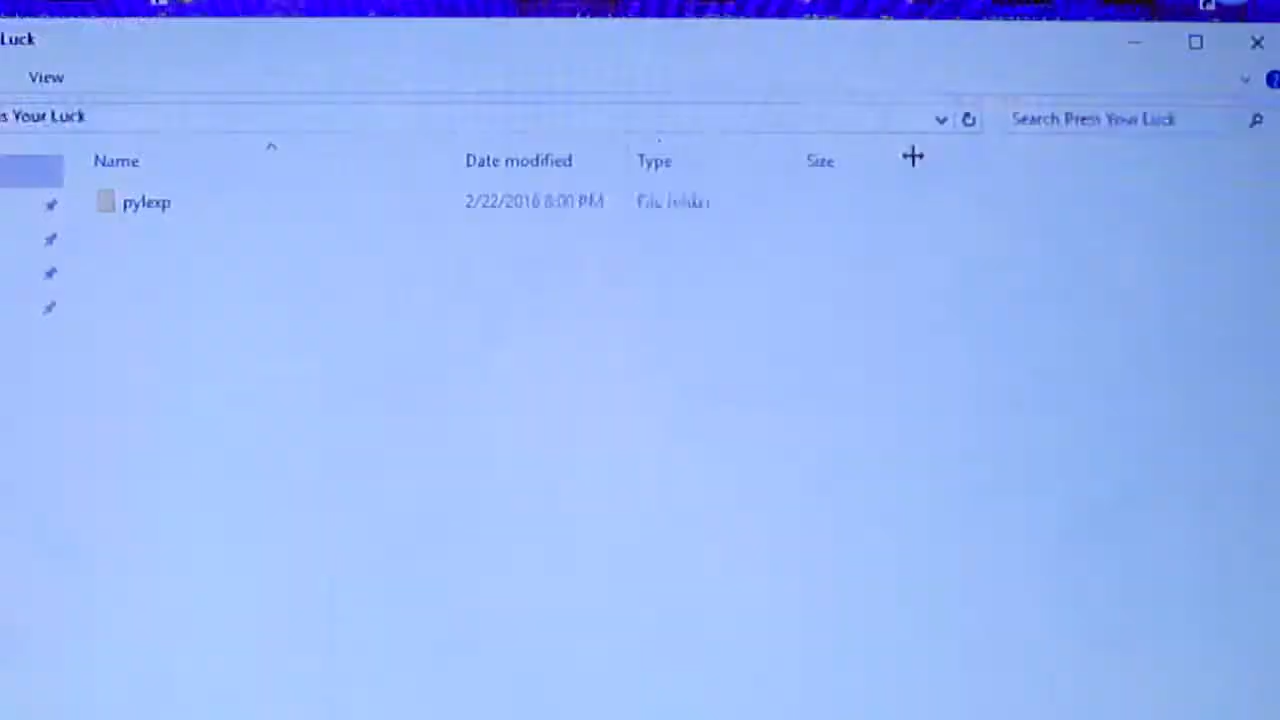 Luck
View
s Your Luck
Search Press Your Luck
Name Date modified Type Size
pylexp 2/22/2016 8:00 PM File folder